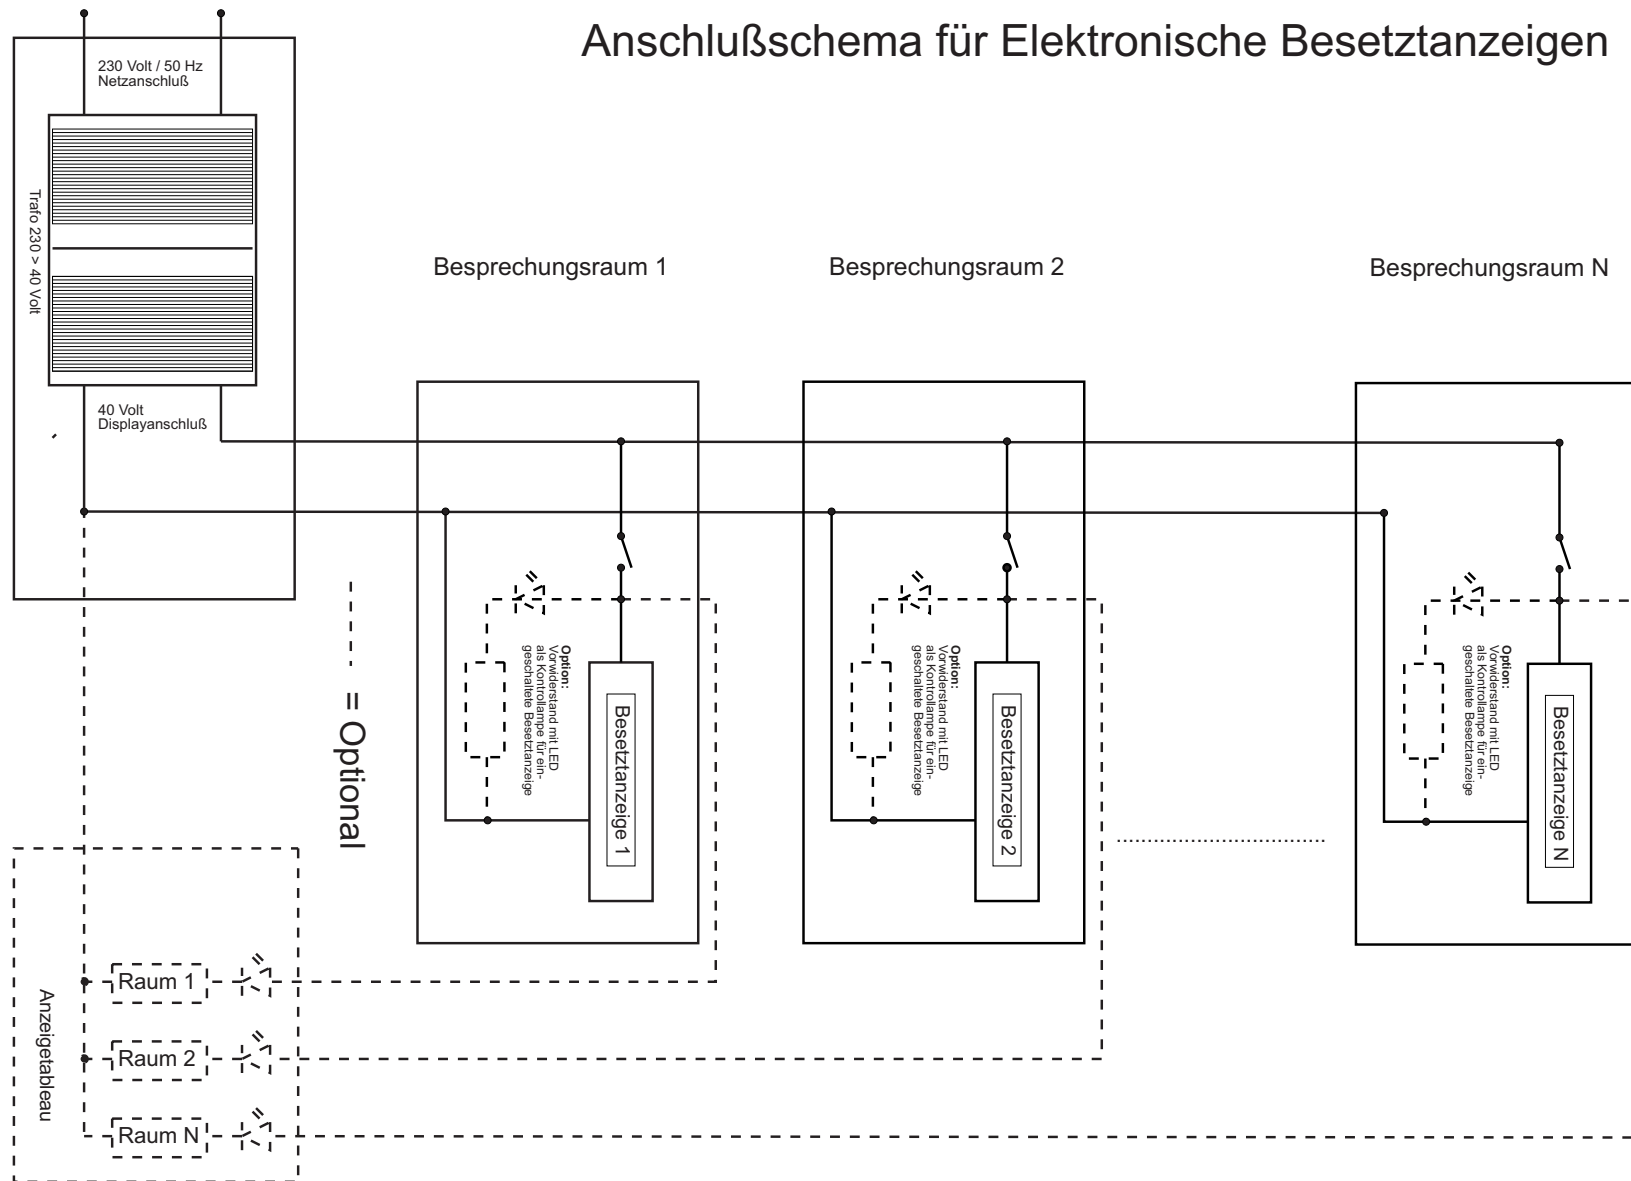 Anschlußschema für Elektronische Besetztanzeigen
230 Volt / 50 Hz
Netzanschluß
Trafo 230 > 40 Volt
40 Volt
Displayanschluß
Besprechungsraum 1
Besprechungsraum 2
Besprechungsraum N
Option:
Vorwiderstand mit LED
als Kontrollampe für ein-
geschaltete Besetztanzeige
Besetztanzeige 1
Option:
Vorwiderstand mit LED
als Kontrollampe für ein-
geschaltete Besetztanzeige
Besetztanzeige 2
Option:
Vorwiderstand mit LED
als Kontrollampe für ein-
geschaltete Besetztanzeige
Besetztanzeige N
= Optional
Anzeigetableau
Raum 1
Raum 2
Raum N